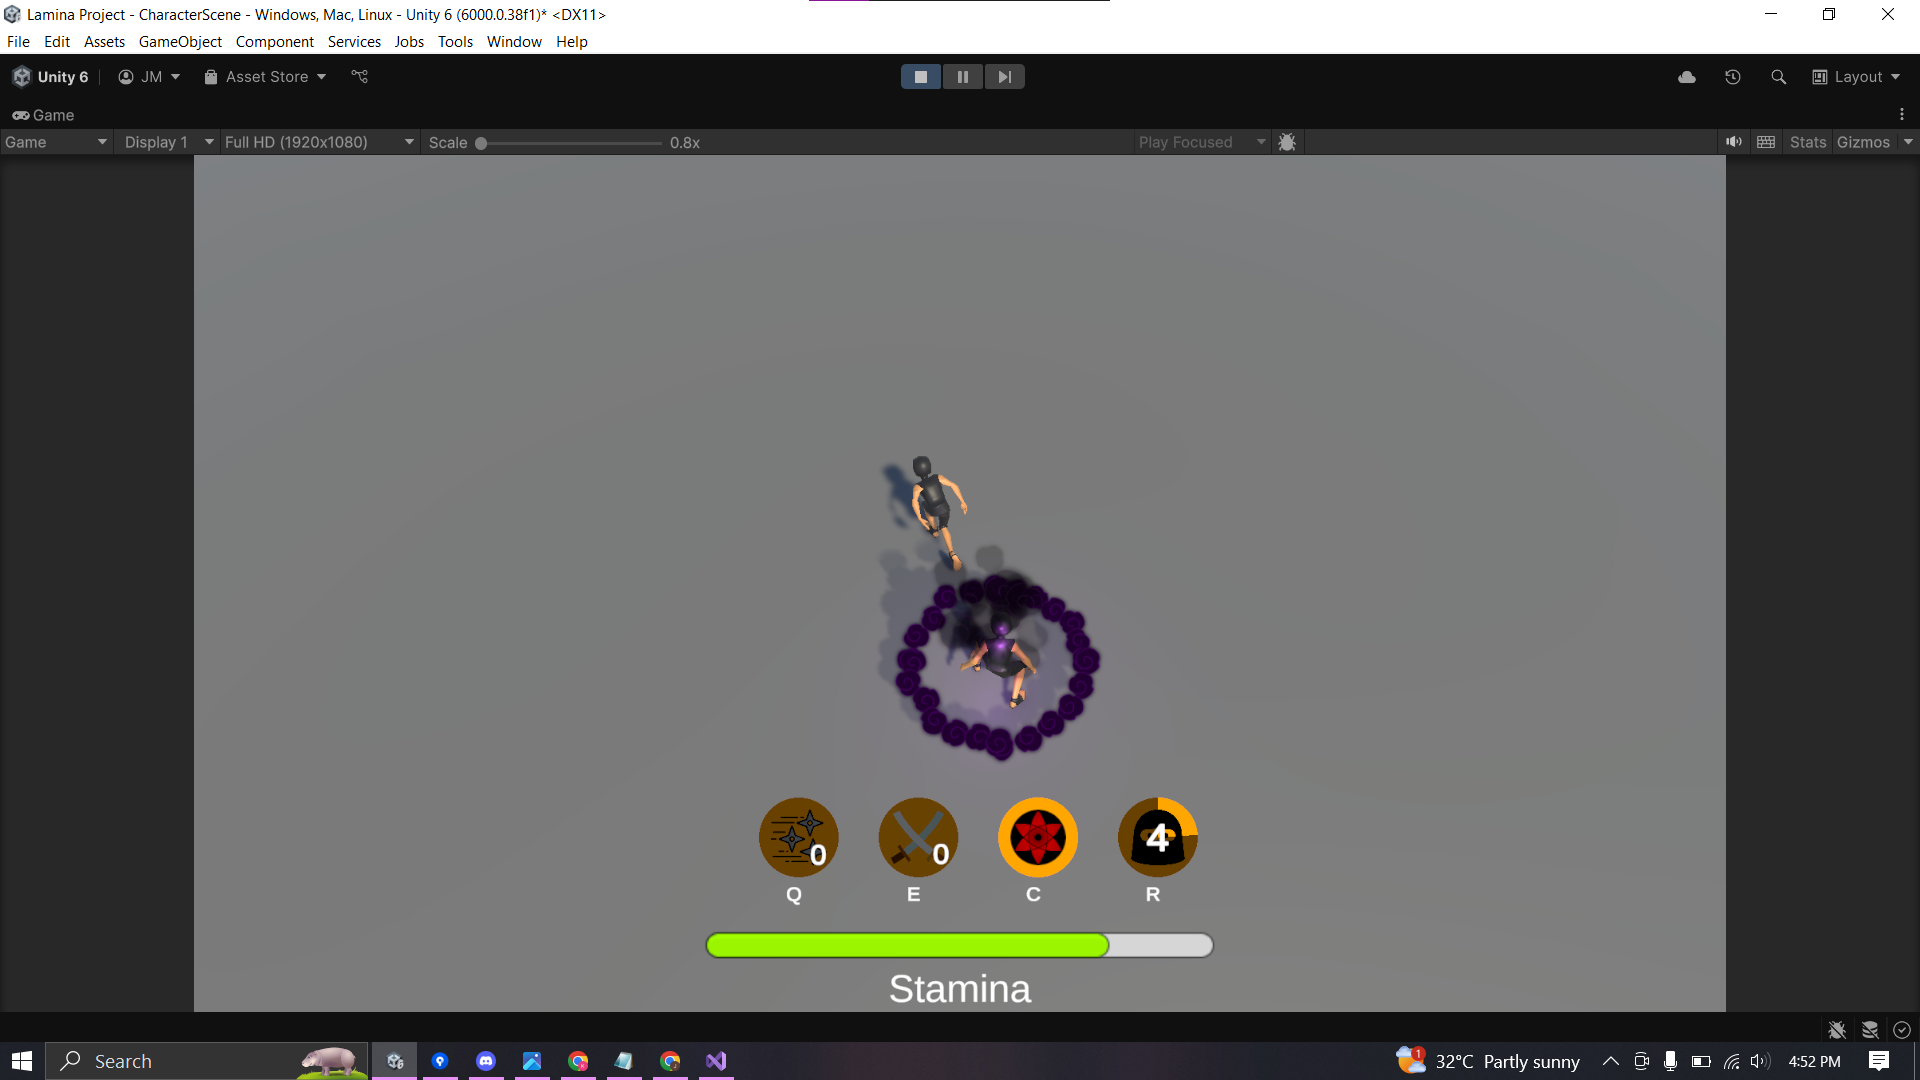 Lamina Project - CharacterScene - Windows, Mac, Linux - Unity 6 (6000.0.38f1)* <DX11>
File Edit Assets GameObject Component Services Jobs Tools Window Help
Unity 6 JM Asset Store Layout
Game
Game Display 1 Full HD (1920x1080) Scale 0.8x Play Focused Stats Gizmos
0 0 4
Q E C R
Stamina
Search 1 32°C Partly sunny 4:52 PM